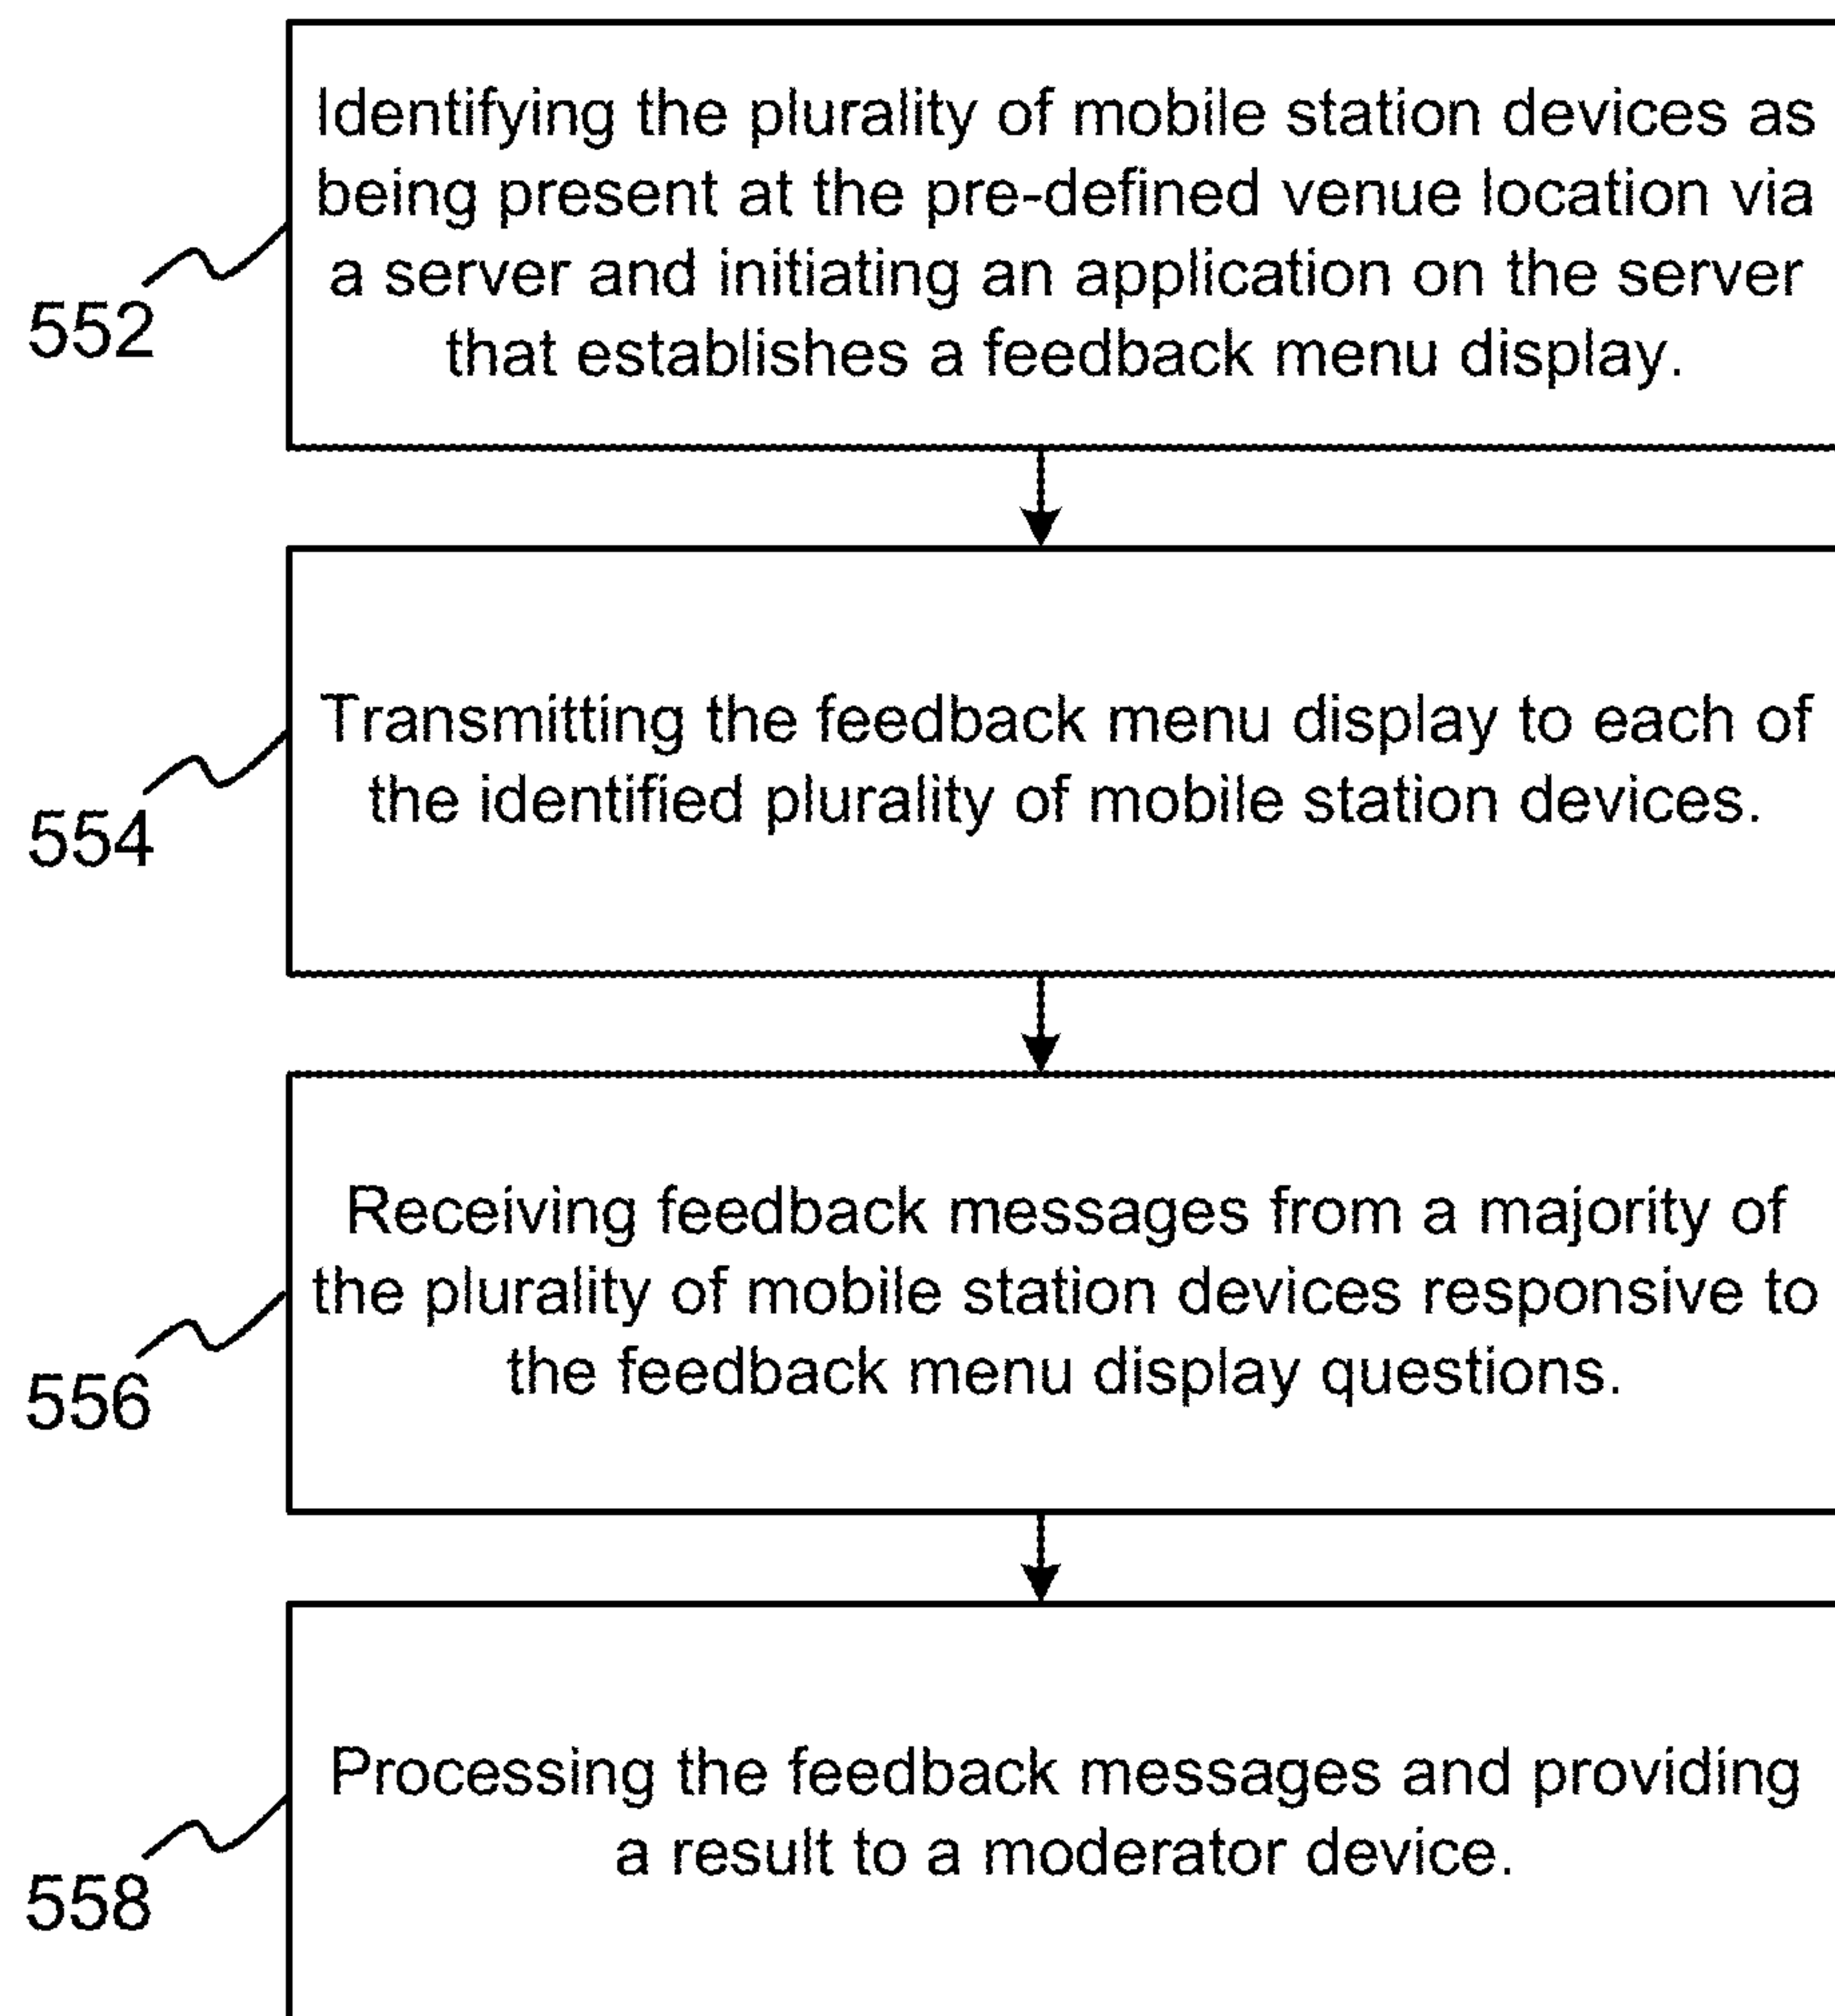 Identifying the plurality of mobile station devices as
being present at the pre-defined venue location via
a server and initiating an application on the server
that establishes a feedback menu display.
552
Transmitting the feedback menu display to each of
the identified plurality of mobile station devices.
554
Receiving feedback messages from a majority of
the plurality of mobile station devices responsive to
the feedback menu display questions.
556
Processing the feedback messages and providing
a result to a moderator device.
558